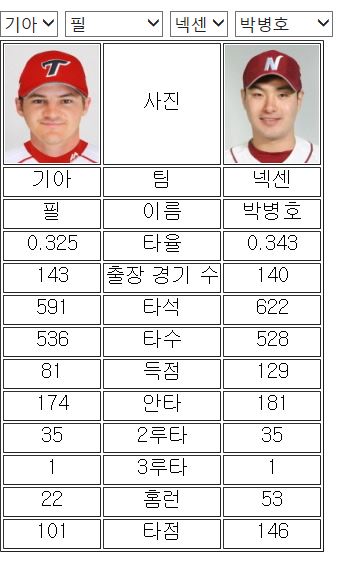 기아 필 넥센 박병호
T 사진 N
기아 팀 넥센
필 이름 박병호
0.325 타율 0.343
143 출장 경기 수 140
591 타석 622
536 타수 528
81 득점 129
174 안타 181
35 2루타 35
1 3루타 1
22 홈런 53
101 타점 146